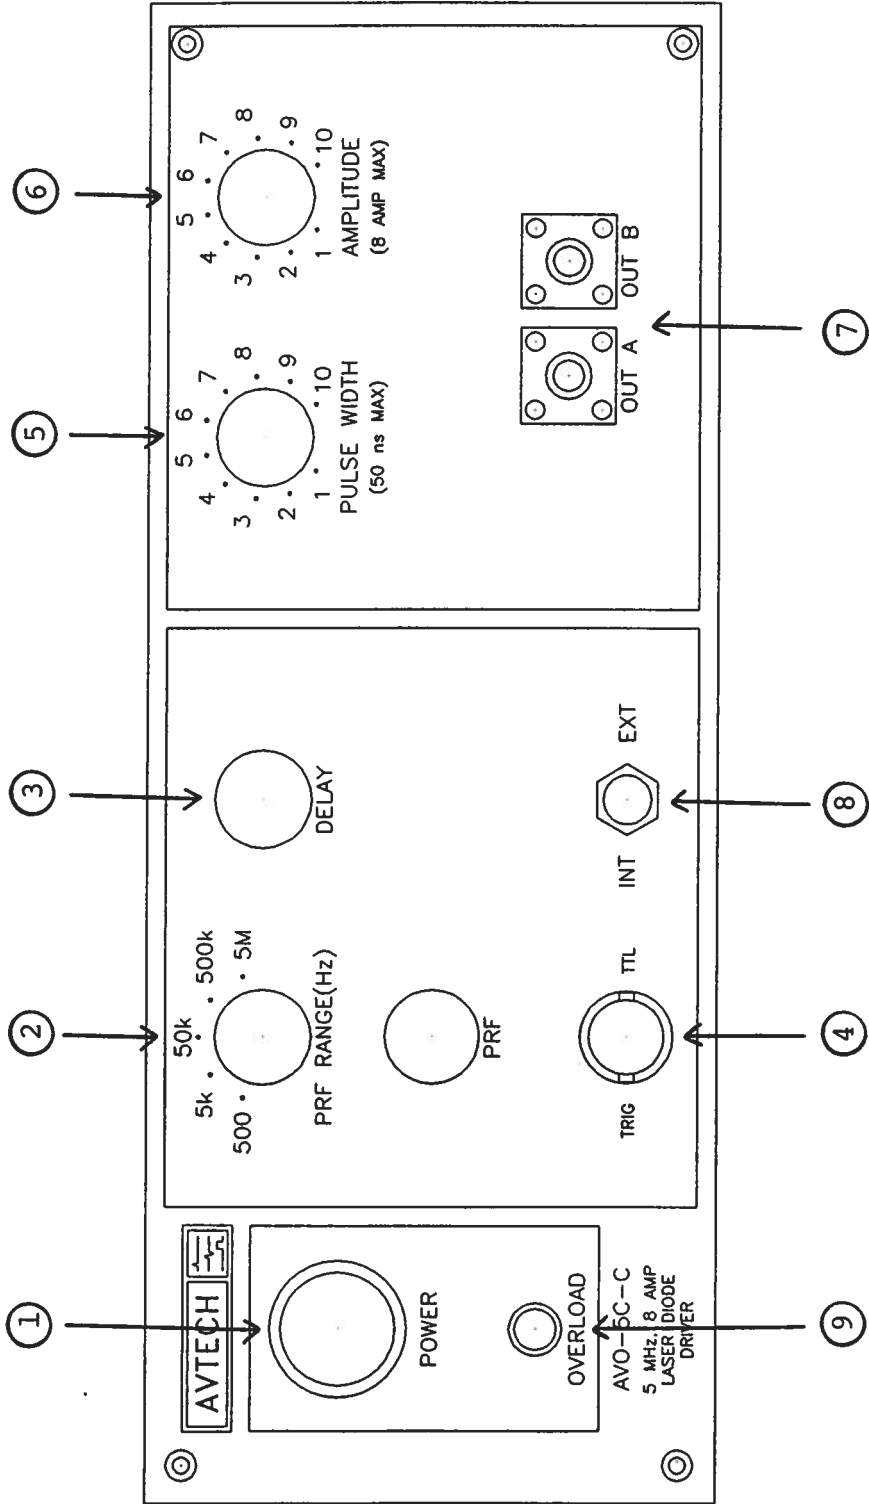 1
2
3
5
6
AVTECH
POWER
OVERLOAD
AVO-5C-C
5 MHz, 8 AMP
LASER DIODE
DRIVER
500
5k
50k
500k
5M
PRF RANGE(Hz)
PRF
TRIG
TTL
DELAY
INT
EXT
1
2
3
4
5
6
7
8
9
10
PULSE WIDTH
(50 ns MAX)
1
2
3
4
5
6
7
8
9
10
AMPLITUDE
(8 AMP MAX)
OUT A
OUT B
9
4
8
7